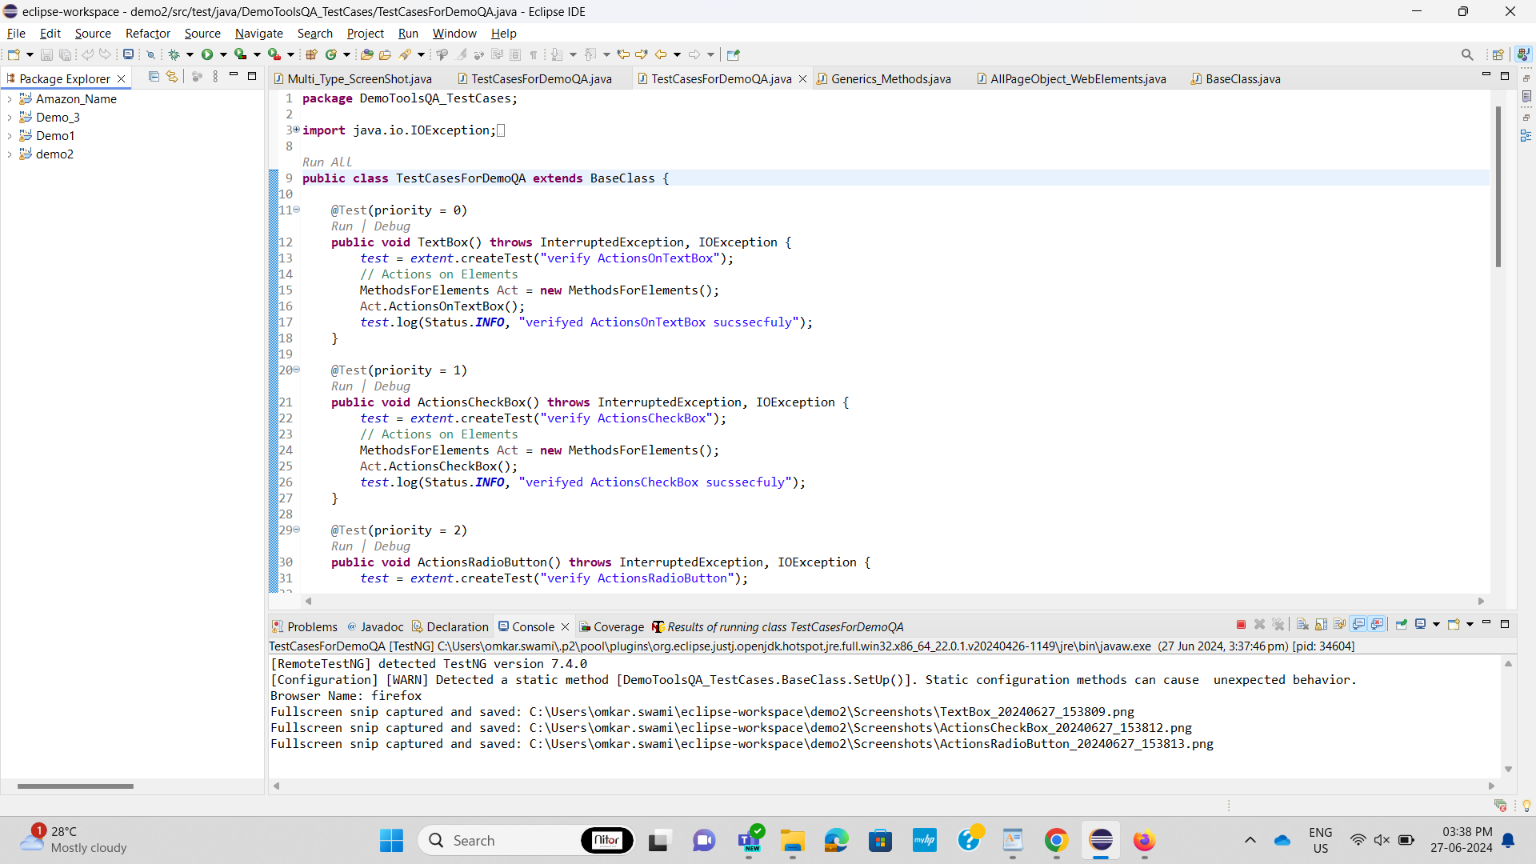 eclipse-workspace - demo2/src/test/java/DemoToolsQA_TestCases/TestCasesForDemoQA.java - Eclipse IDE
File Edit Source Refactor Source Navigate Search Project Run Window Help
Package Explorer
Multi_Type_ScreenShot.java TestCasesForDemoQA.java TestCasesForDemoQA.java Generics_Methods.java AllPageObject_WebElements.java BaseClass.java
Amazon_Name
Demo_3
Demo1
demo2
1 package DemoToolsQA_TestCases;
2
3 import java.io.IOException;
8
Run All
9 public class TestCasesForDemoQA extends BaseClass {
10
11 @Test(priority = 0)
Run | Debug
12 public void TextBox() throws InterruptedException, IOException {
13 test = extent.createTest("verify ActionsOnTextBox");
14 // Actions on Elements
15 MethodsForElements Act = new MethodsForElements();
16 Act.ActionsOnTextBox();
17 test.log(Status.INFO, "verifyed ActionsOnTextBox sucssecfuly");
18 }
19
20 @Test(priority = 1)
Run | Debug
21 public void ActionsCheckBox() throws InterruptedException, IOException {
22 test = extent.createTest("verify ActionsCheckBox");
23 // Actions on Elements
24 MethodsForElements Act = new MethodsForElements();
25 Act.ActionsCheckBox();
26 test.log(Status.INFO, "verifyed ActionsCheckBox sucssecfuly");
27 }
28
29 @Test(priority = 2)
Run | Debug
30 public void ActionsRadioButton() throws InterruptedException, IOException {
31 test = extent.createTest("verify ActionsRadioButton");
Problems Javadoc Declaration Console Coverage Results of running class TestCasesForDemoQA
TestCasesForDemoQA [TestNG] C:\Users\omkar.swami\.p2\pool\plugins\org.eclipse.justj.openjdk.hotspot.jre.full.win32.x86_64_22.0.1.v20240426-1149\jre\bin\javaw.exe (27 Jun 2024, 3:37:46 pm) [pid: 34604]
[RemoteTestNG] detected TestNG version 7.4.0
[Configuration] [WARN] Detected a static method [DemoToolsQA_TestCases.BaseClass.SetUp()]. Static configuration methods can cause unexpected behavior.
Browser Name: firefox
Fullscreen snip captured and saved: C:\Users\omkar.swami\eclipse-workspace\demo2\Screenshots\TextBox_20240627_153809.png
Fullscreen snip captured and saved: C:\Users\omkar.swami\eclipse-workspace\demo2\Screenshots\ActionsCheckBox_20240627_153812.png
Fullscreen snip captured and saved: C:\Users\omkar.swami\eclipse-workspace\demo2\Screenshots\ActionsRadioButton_20240627_153813.png
1 28°C
Mostly cloudy
Search Nitor NEW myhp
ENG
US
03:38 PM
27-06-2024